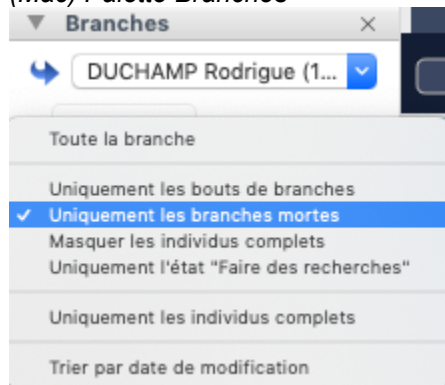 (Mac) Palette Branches
Branches
DUCHAMP Rodrigue (1...
Toute la branche
Uniquement les bouts de branches
Uniquement les branches mortes
Masquer les individus complets
Uniquement l'état "Faire des recherches"
Uniquement les individus complets
Trier par date de modification